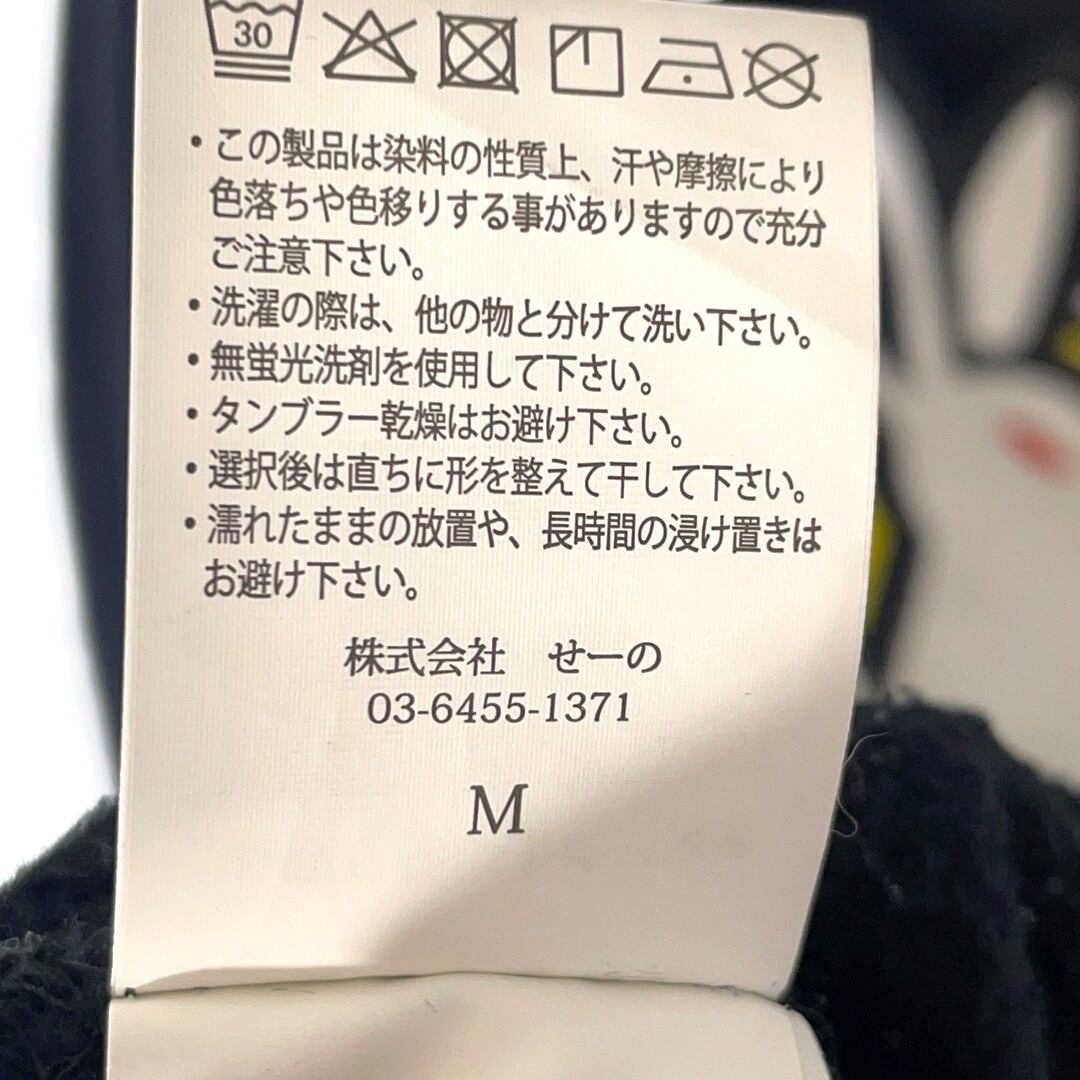 30
・この製品は染料の性質上、汗や摩擦により
色落ちや色移りする事がありますので充分
ご注意下さい。
・洗濯の際は、他の物と分けて洗い下さい。
・無蛍光洗剤を使用して下さい。
・タンブラー乾燥はお避け下さい。
・選択後は直ちに形を整えて干して下さい。
・濡れたままの放置や、長時間の浸け置きは
お避け下さい。
株式会社　せーの
03-6455-1371
M